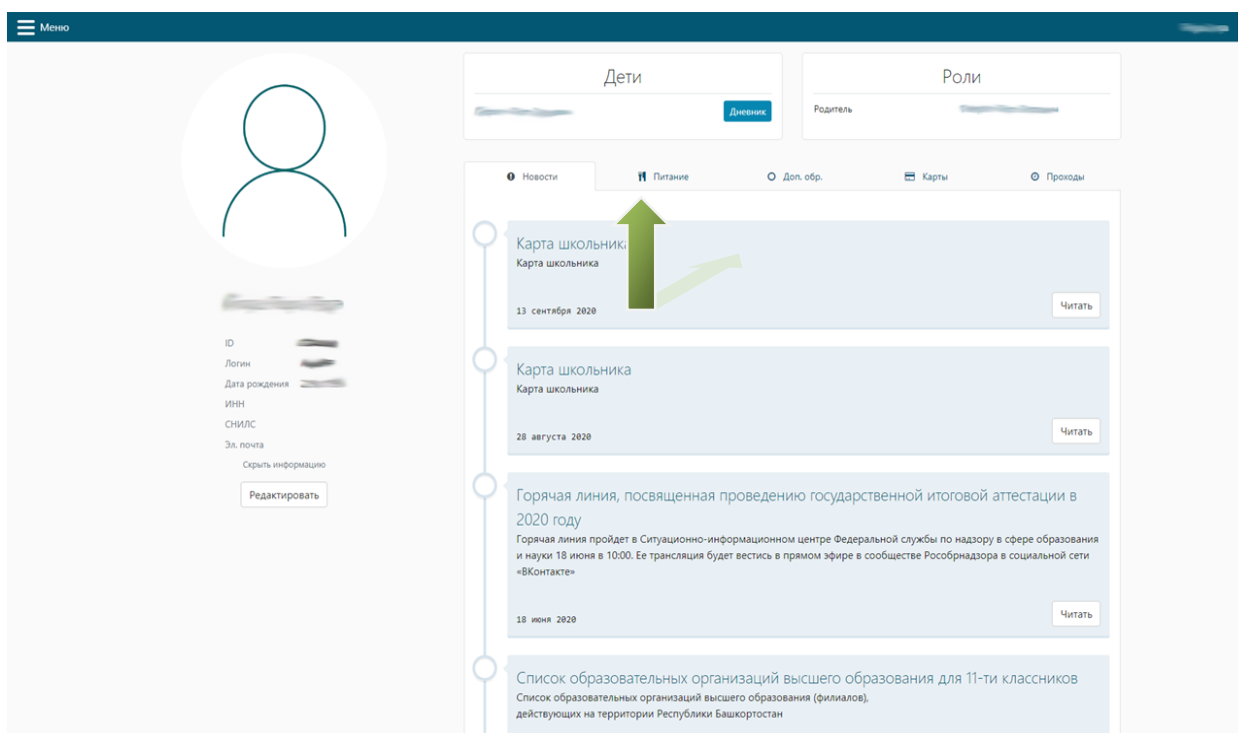 Меню
Дети
Дневник
Роли
Родитель
Новости
Питание
Доп. обр.
Карты
Проходы
Карта школьника
Карта школьника
13 сентября 2020
Читать
Карта школьника
Карта школьника
28 августа 2020
Читать
Горячая линия, посвященная проведению государственной итоговой аттестации в
2020 году
Горячая линия пройдет в Ситуационно-информационном центре Федеральной службы по надзору в сфере образования
и науки 18 июня в 10:00. Ее трансляция будет вестись в прямом эфире в сообществе Рособрнадзора в социальной сети
«ВКонтакте»
18 июня 2020
Читать
Список образовательных организаций высшего образования для 11-ти классников
Список образовательных организаций высшего образования (филиалов),
действующих на территории Республики Башкортостан
ID
Логин
Дата рождения
ИНН
СНИЛС
Эл. почта
Скрыть информацию
Редактировать